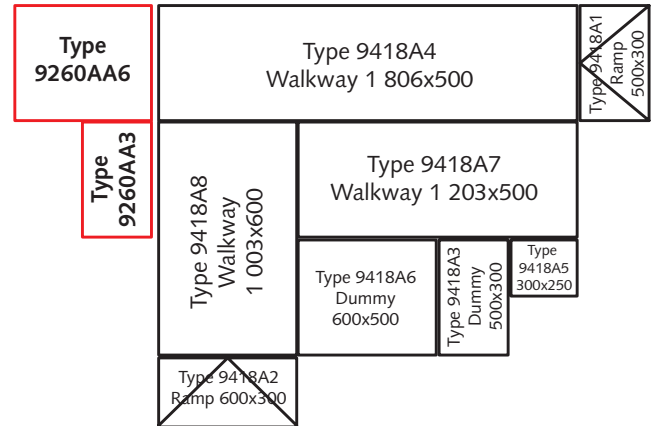 Type
9260AA6
Type 9418A4
Walkway 1 806x500
Type 9418A1
Ramp
500x300
Type
9260AA3
Type 9418A8
Walkway
1 003x600
Type 9418A7
Walkway 1 203x500
Type 9418A6
Dummy
600x500
Type 9418A3
Dummy
500x300
Type
9418A5
300x250
Type 9418A2
Ramp 600x300